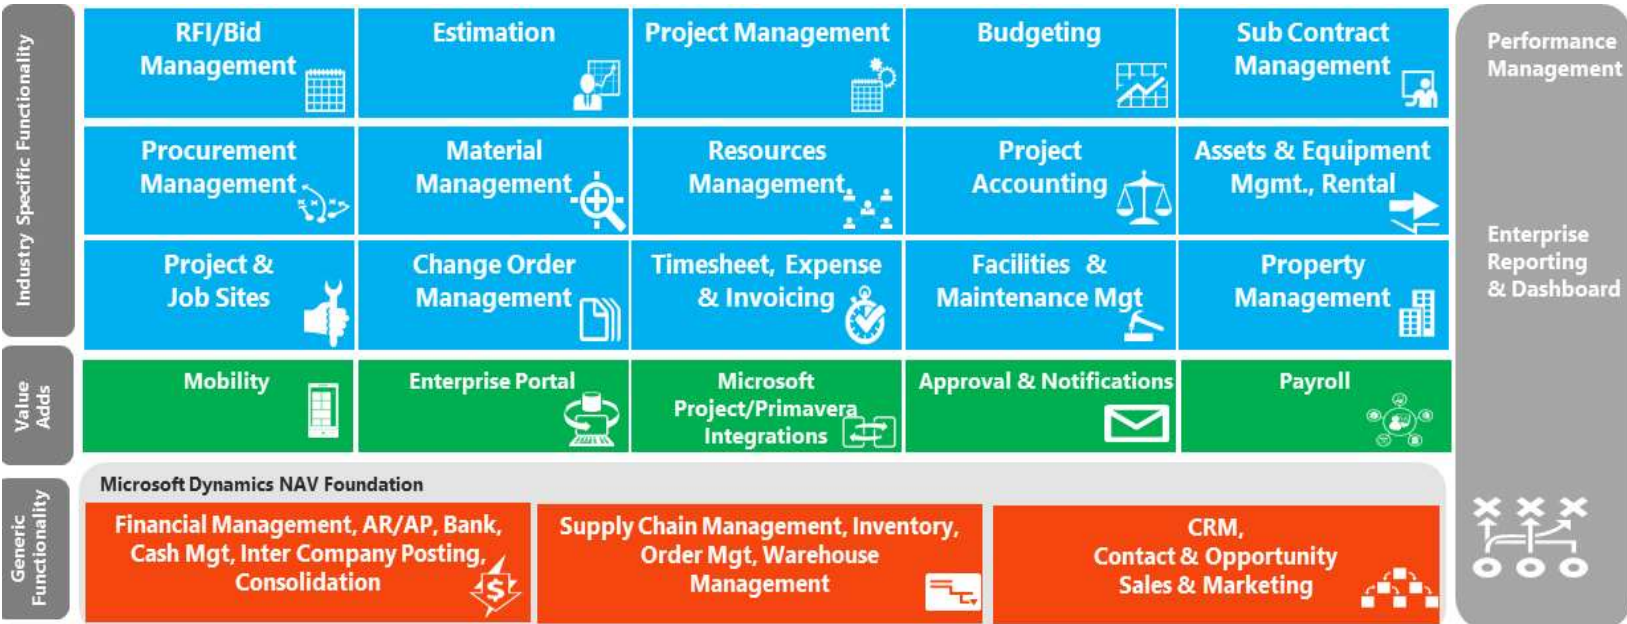 Industry Specific Functionality
RFI/Bid
Management
Estimation
Project Management
Budgeting
Sub Contract
Management
Procurement
Management
Material
Management
Resources
Management
Project
Accounting
Assets & Equipment
Mgmt., Rental
Project &
Job Sites
Change Order
Management
Timesheet, Expense
& Invoicing
Facilities &
Maintenance Mgt
Property
Management
Value
Adds
Mobility
Enterprise Portal
Microsoft
Project/Primavera
Integrations
Approval & Notifications
Payroll
Generic
Functionality
Microsoft Dynamics NAV Foundation
Financial Management, AR/AP, Bank,
Cash Mgt, Inter Company Posting,
Consolidation
Supply Chain Management, Inventory,
Order Mgt, Warehouse
Management
CRM,
Contact & Opportunity
Sales & Marketing
Performance
Management
Enterprise
Reporting
& Dashboard